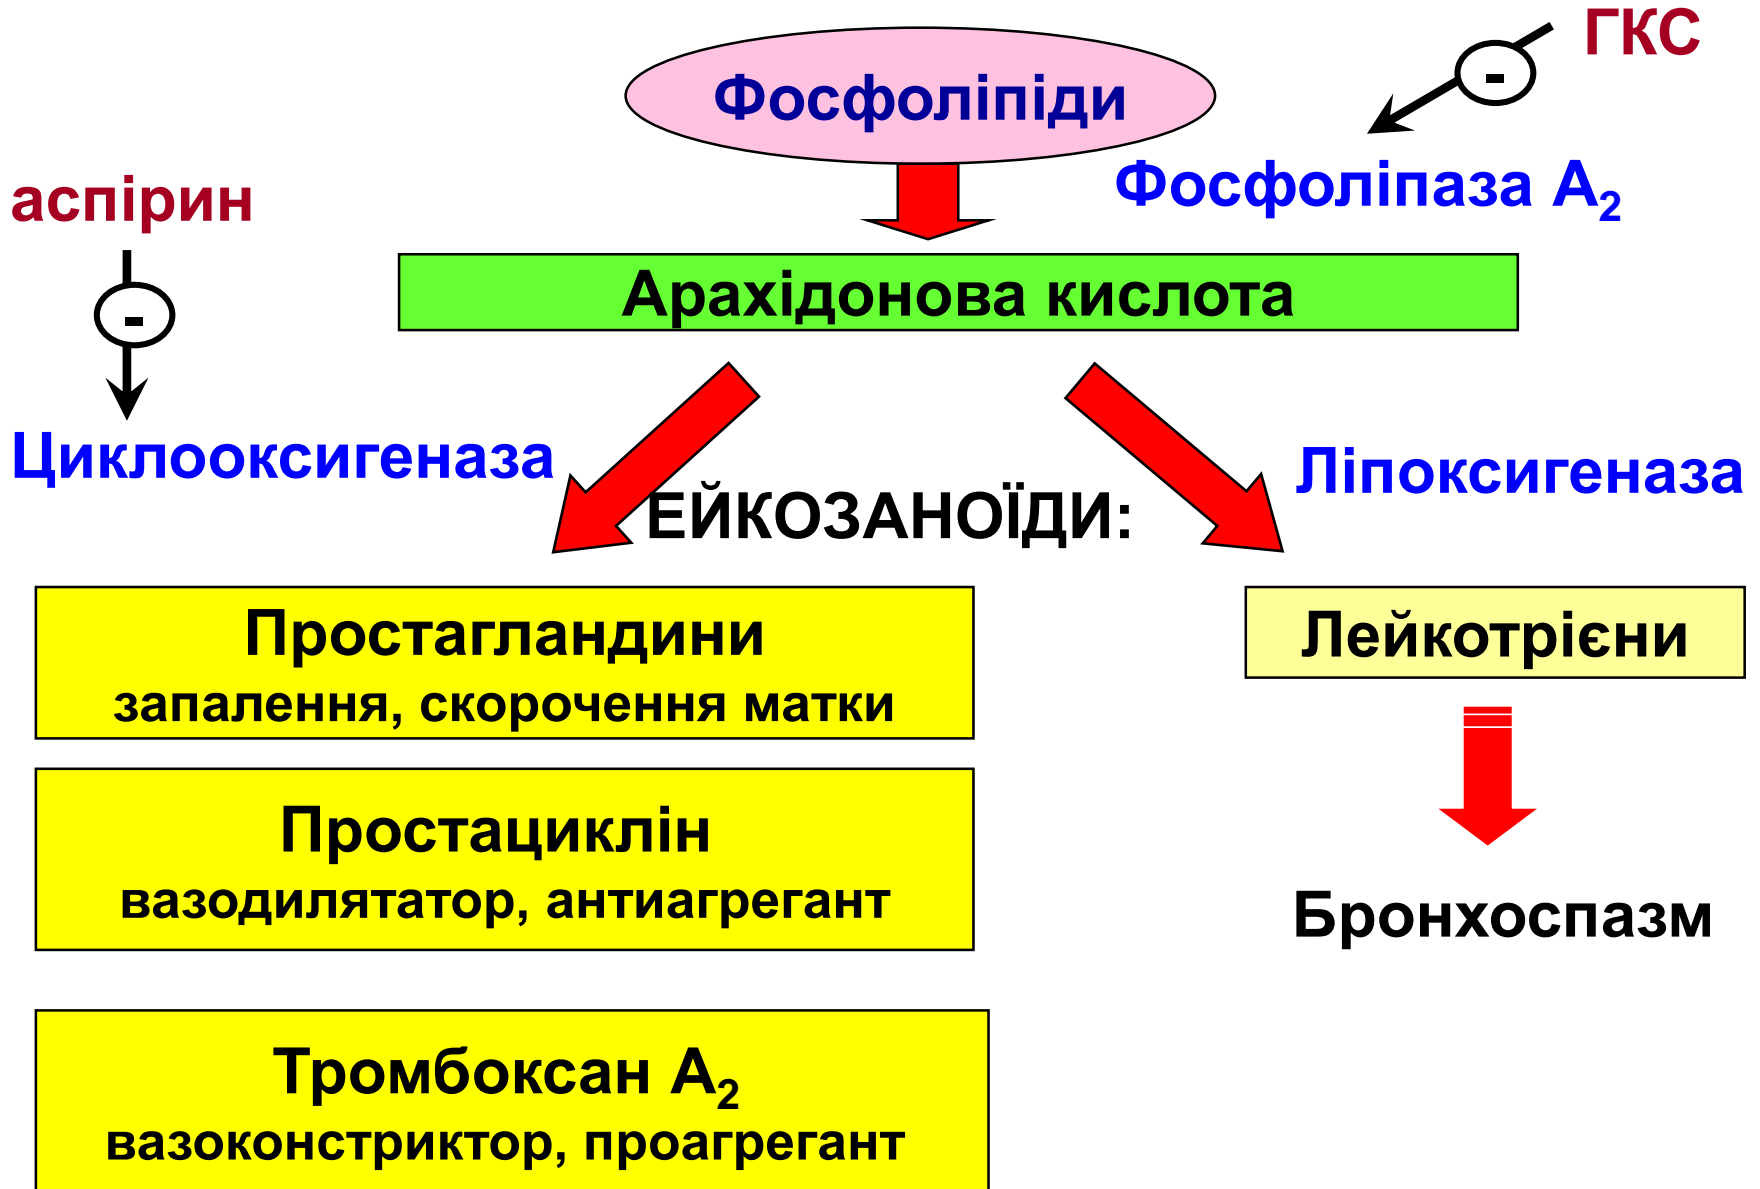 ГКС
Фосфоліпіди
-
Фосфоліпаза А₂
аспірин
Арахідонова кислота
-
Циклооксигеназа
Ліпоксигеназа
ЕЙКОЗАНОЇДИ:
Простагландини
запалення, скорочення матки
Лейкотрієни
Простациклін
вазодилятатор, антиагрегант
Бронхоспазм
Тромбоксан А₂
вазоконстриктор, проагрегант